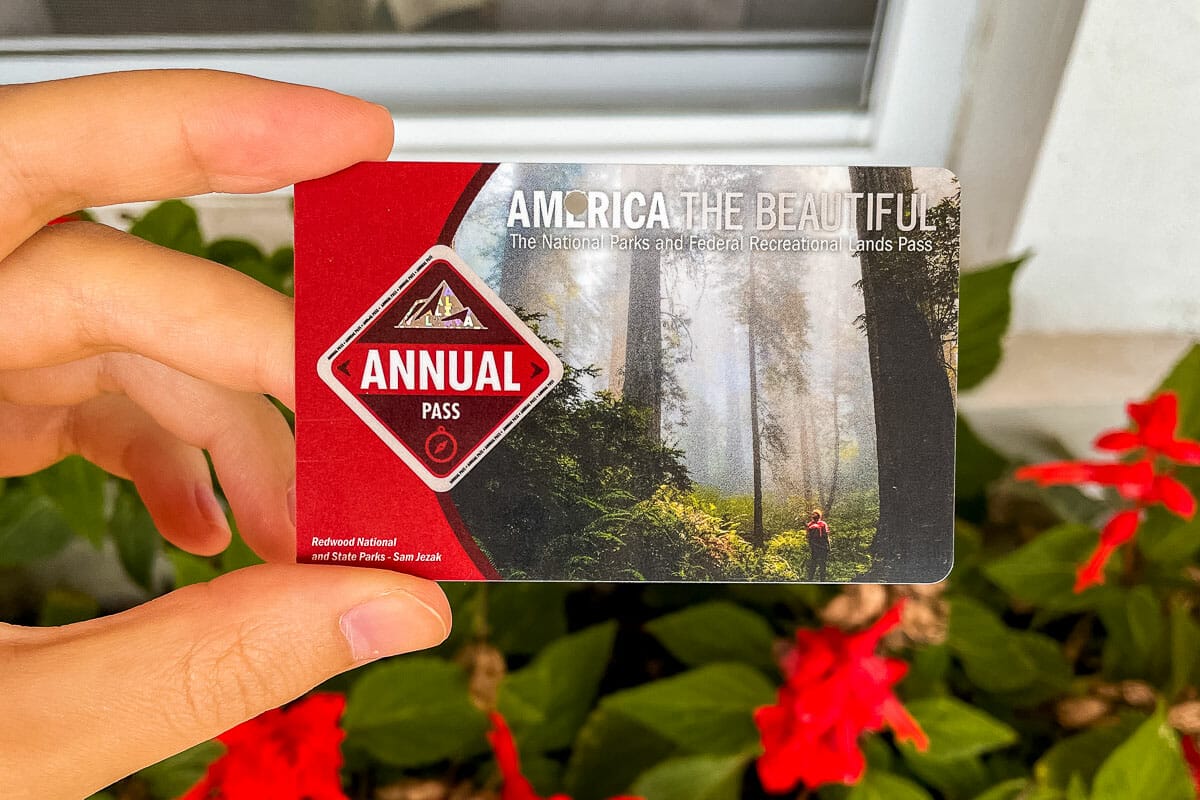 AMERICA THE BEAUTIFUL
The National Parks and Federal Recreational Lands Pass
ANNUAL
PASS
Redwood National
and State Parks - Sam Jezak